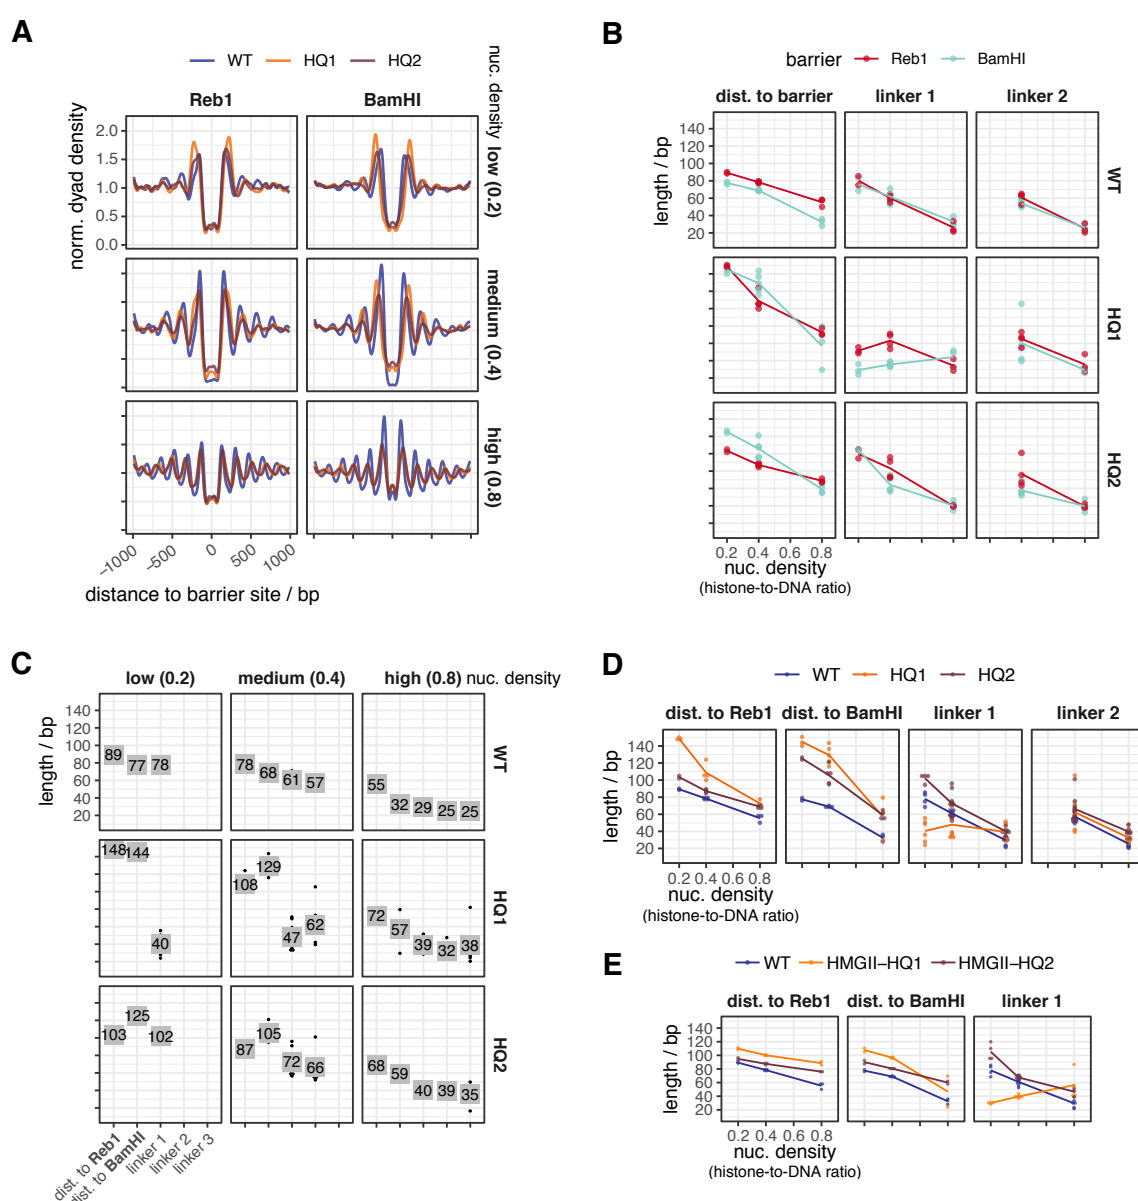 A
WT HQ1 HQ2
nuc. density
Reb1 BamHI
norm. dyad density
2.0
1.5
1.0
0.5
0.0
low (0.2)
medium (0.4)
high (0.8)
-1000 -500 0 500 1000
distance to barrier site / bp
B
barrier Reb1 BamHI
dist. to barrier linker 1 linker 2
length / bp
140
120
100
80
60
40
20
WT
HQ1
HQ2
0.2 0.4 0.6 0.8
nuc. density
(histone-to-DNA ratio)
C
low (0.2) medium (0.4) high (0.8) nuc. density
length / bp
140
120
100
80
60
40
20
89 77 78
78 68 61 57
55 32 29 25 25
WT
148 144 40
108 129 47 62
72 57 39 32 38
HQ1
103 125 102
87 105 72 66
68 59 40 39 35
HQ2
dist. to Reb1
dist. to BamHI
linker 1
linker 2
linker 3
D
WT HQ1 HQ2
dist. to Reb1 dist. to BamHI linker 1 linker 2
length / bp
140
120
100
80
60
40
20
0.2 0.4 0.6 0.8
nuc. density
(histone-to-DNA ratio)
E
WT HMGII-HQ1 HMGII-HQ2
dist. to Reb1 dist. to BamHI linker 1
length / bp
140
120
100
80
60
40
20
0.2 0.4 0.6 0.8
nuc. density
(histone-to-DNA ratio)